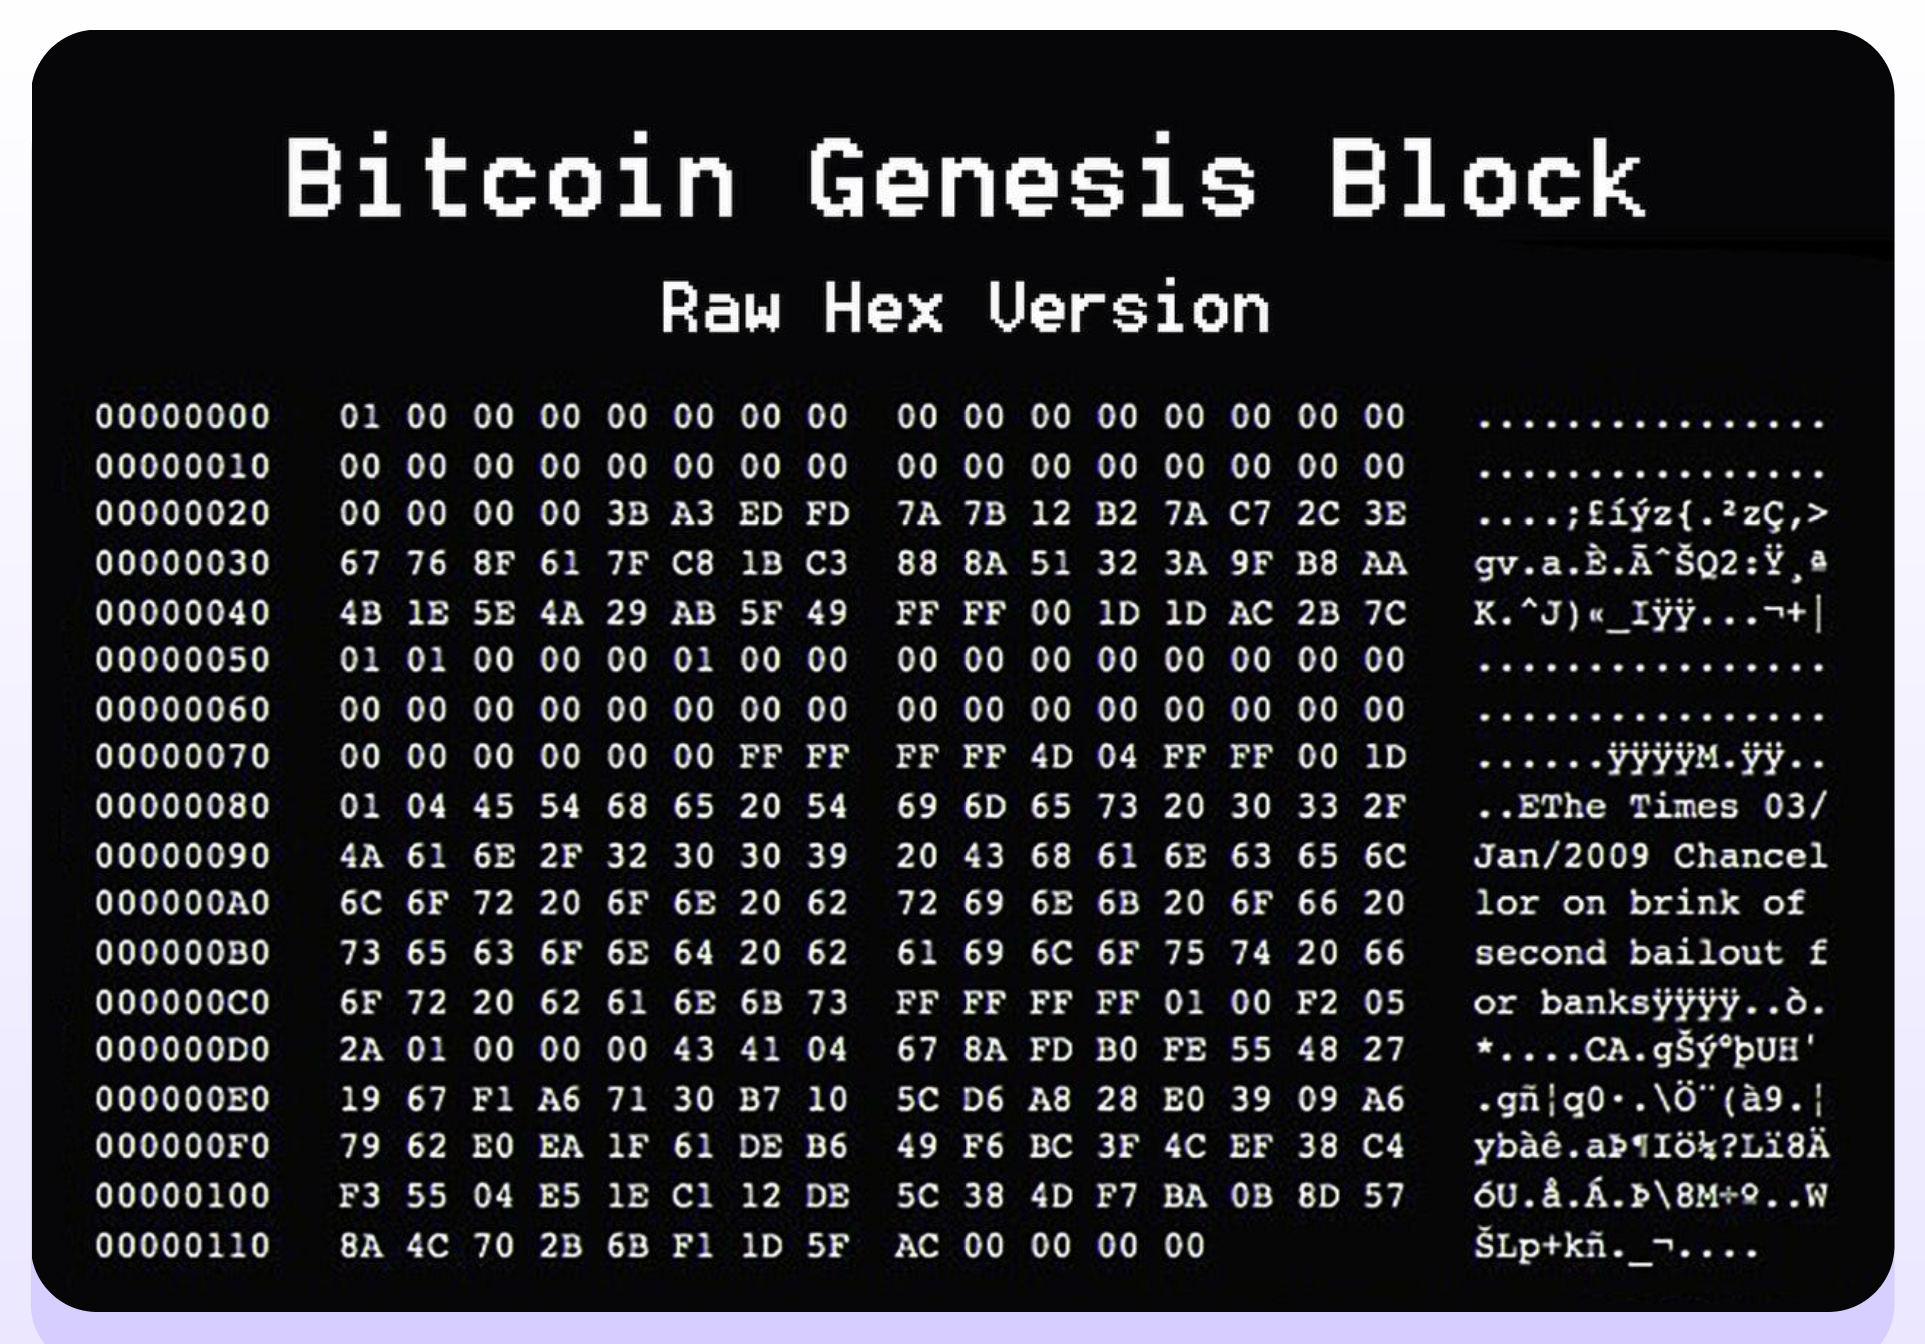 Bitcoin Genesis Block
Raw Hex Version
00000000 01 00 00 00 00 00 00 00 00 00 00 00 00 00 00 00 ................
00000010 00 00 00 00 00 00 00 00 00 00 00 00 00 00 00 00 ................
00000020 00 00 00 00 3B A3 ED FD 7A 7B 12 B2 7A C7 2C 3E ....;£íýz{.²zÇ,>
00000030 67 76 8F 61 7F C8 1B C3 88 8A 51 32 3A 9F B8 AA gv.a.È.Ãˆ ŠQ2:Ÿ¸ª
00000040 4B 1E 5E 4A 29 AB 5F 49 FF FF 00 1D 1D AC 2B 7C K.^J)«_Iÿÿ...¬+|
00000050 01 01 00 00 00 01 00 00 00 00 00 00 00 00 00 00 ................
00000060 00 00 00 00 00 00 00 00 00 00 00 00 00 00 00 00 ................
00000070 00 00 00 00 00 00 FF FF FF FF 4D 04 FF FF 00 1D ......ÿÿÿÿM.ÿÿ..
00000080 01 04 45 54 68 65 20 54 69 6D 65 73 20 30 33 2F ..EThe Times 03/
00000090 4A 61 6E 2F 32 30 30 39 20 43 68 61 6E 63 65 6C Jan/2009 Chancel
000000A0 6C 6F 72 20 6F 6E 20 62 72 69 6E 6B 20 6F 66 20 lor on brink of
000000B0 73 65 63 6F 6E 64 20 62 61 69 6C 6F 75 74 20 66 second bailout f
000000C0 6F 72 20 62 61 6E 6B 73 FF FF FF FF 01 00 F2 05 or banksÿÿÿÿ..ò.
000000D0 2A 01 00 00 00 43 41 04 67 8A FD B0 FE 55 48 27 *....CA.gŠý°þUH'
000000E0 19 67 F1 A6 71 30 B7 10 5C D6 A8 28 E0 39 09 A6 .gñ¦q0·.\Ö¨(à9.¦
000000F0 79 62 E0 EA 1F 61 DE B6 49 F6 BC 3F 4C EF 38 C4 ybàê.aÞ¶Iö¼?Lï8Ä
00000100 F3 55 04 E5 1E C1 12 DE 5C 38 4D F7 BA 0B 8D 57 óU.å.Á.Þ\8M÷º..W
00000110 8A 4C 70 2B 6B F1 1D 5F AC 00 00 00 00 ŠLp+kñ._¬....